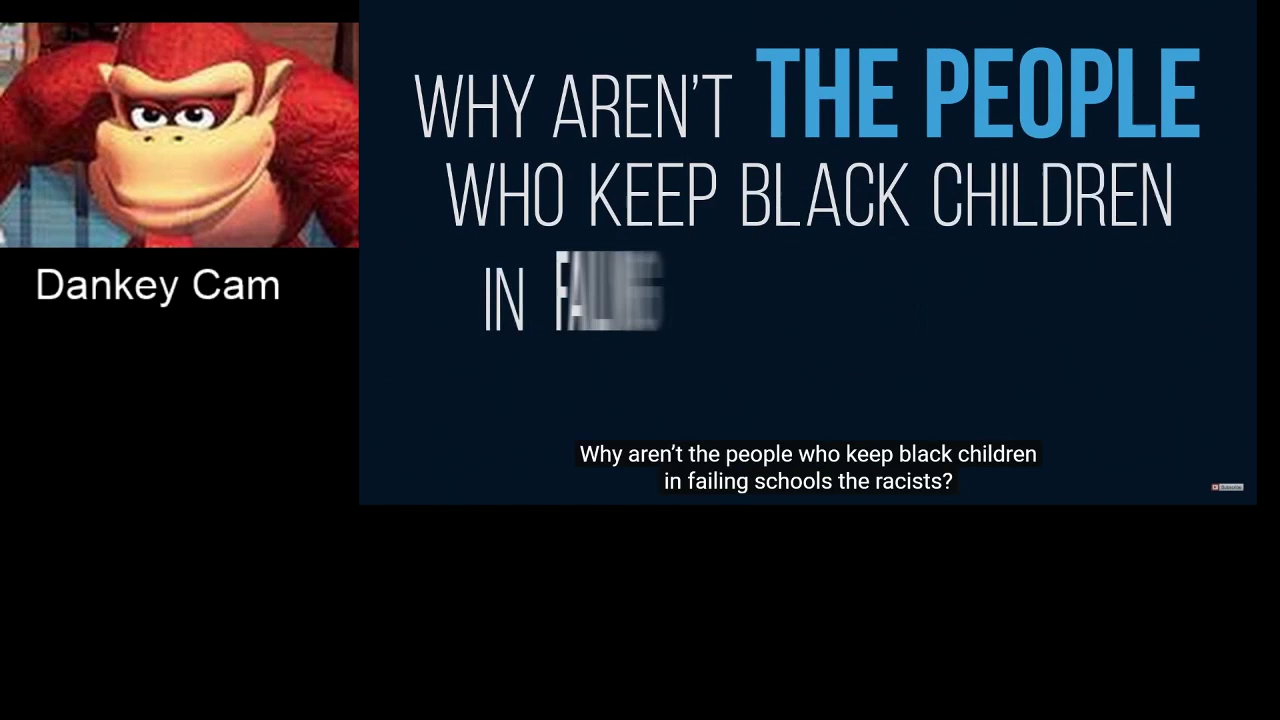 WHY AREN'T THE PEOPLE
WHO KEEP BLACK CHILDREN
IN
Why aren't the people who keep black children
in failing schools the racists?
Dankey Cam
Subscribe